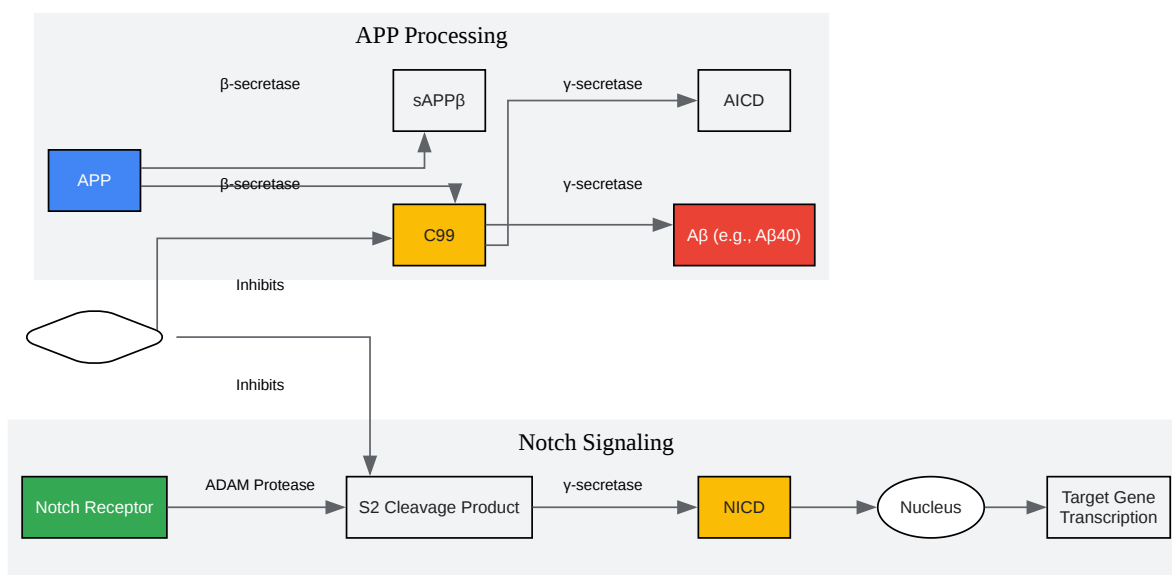 APP Processing
β-secretase
sAPPβ
γ-secretase
AICD
APP
β-secretase
γ-secretase
C99
Aβ (e.g., Aβ40)
Inhibits
Inhibits
Notch Signaling
Notch Receptor
ADAM Protease
S2 Cleavage Product
γ-secretase
NICD
Nucleus
Target Gene
Transcription